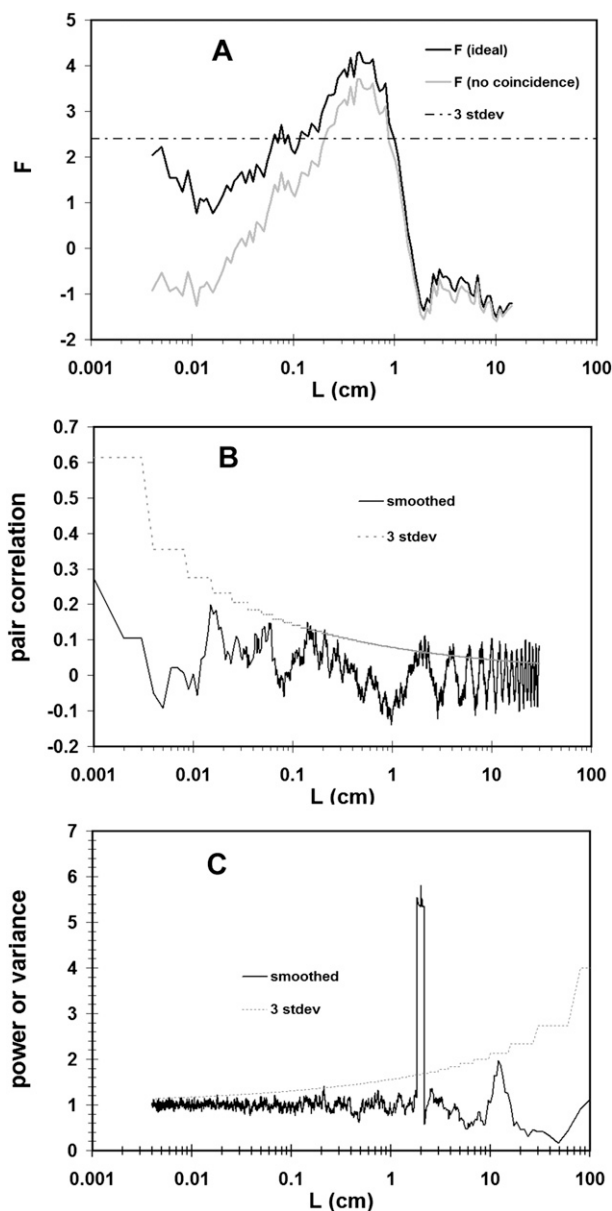 A
F (ideal)
F (no coincidence)
3 stdev
5
4
3
2
1
0
-1
-2
F
0.001
0.01
0.1
1
10
100
L (cm)
B
smoothed
3 stdev
0.7
0.6
0.5
0.4
0.3
0.2
0.1
0
-0.1
-0.2
pair correlation
0.001
0.01
0.1
1
10
100
L (cm)
C
smoothed
3 stdev
7
6
5
4
3
2
1
0
power or variance
0.001
0.01
0.1
1
10
100
L (cm)